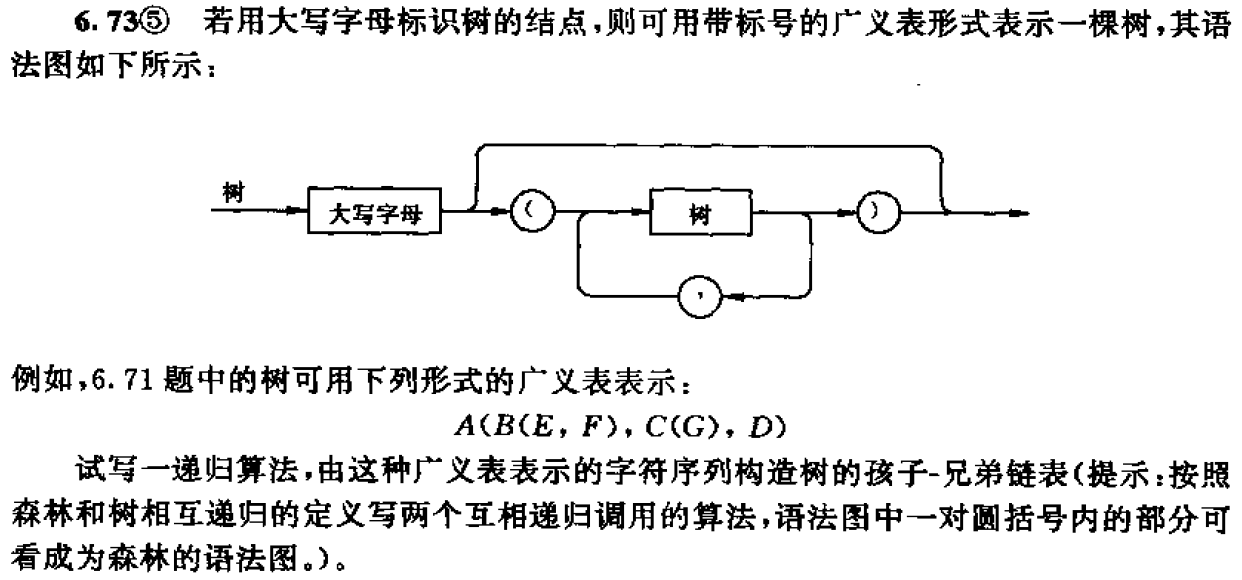 6.73⑤ 若用大写字母标识树的结点,则可用带标号的广义表形式表示一棵树,其语
法图如下所示:
树
大写字母
(
树
)
,
例如,6.71 题中的树可用下列形式的广义表表示:
A(B(E, F), C(G), D)
试写一递归算法,由这种广义表表示的字符序列构造树的孩子-兄弟链表(提示:按照
森林和树相互递归的定义写两个互相递归调用的算法,语法图中一对圆括号内的部分可
看成为森林的语法图。)。